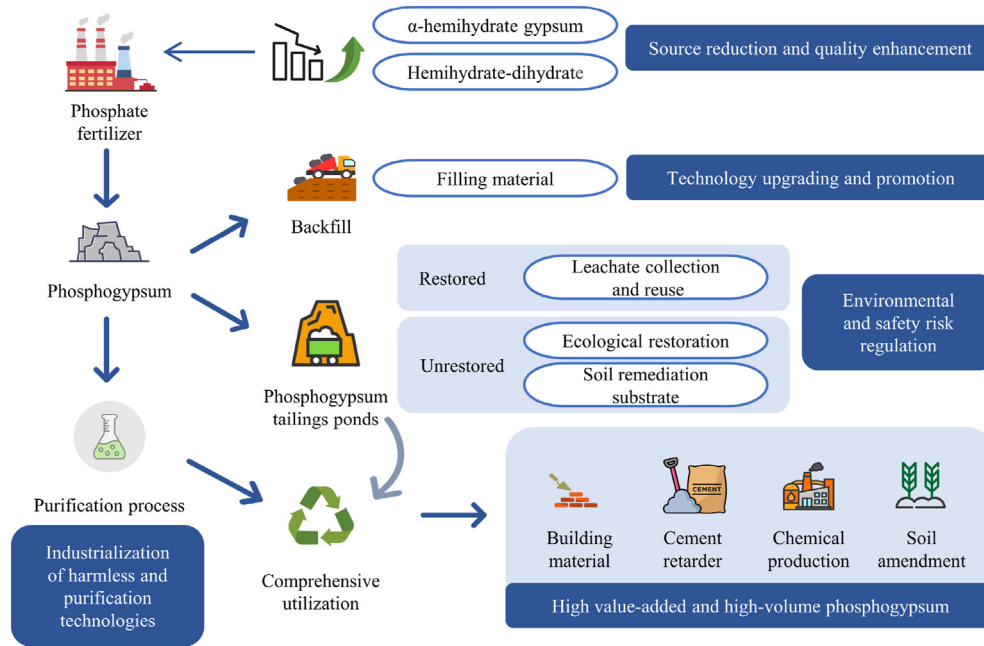 α-hemihydrate gypsum
Hemihydrate-dihydrate
Source reduction and quality enhancement
Phosphate
fertilizer
Filling material
Technology upgrading and promotion
Backfill
Phosphogypsum
Restored
Leachate collection
and reuse
Environmental
and safety risk
regulation
Unrestored
Ecological restoration
Soil remediation
substrate
Phosphogypsum
tailings ponds
Purification process
Industrialization
of harmless and
purification
technologies
Comprehensive
utilization
CEMENT
Building
material
Cement
retarder
Chemical
production
Soil
amendment
High value-added and high-volume phosphogypsum